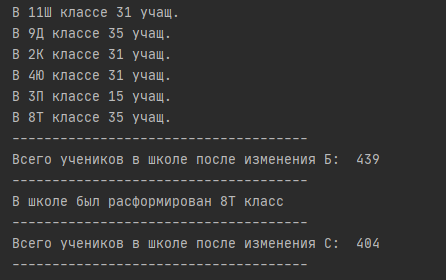 В 11Ш классе 31 учащ.
В 9Д классе 35 учащ.
В 2К классе 31 учащ.
В 4Ю классе 31 учащ.
В 3П классе 15 учащ.
В 8Т классе 35 учащ.
-------------------------------------
Всего учеников в школе после изменения Б:  439
-------------------------------------
В школе был расформирован 8Т класс
-------------------------------------
Всего учеников в школе после изменения С:  404
-------------------------------------